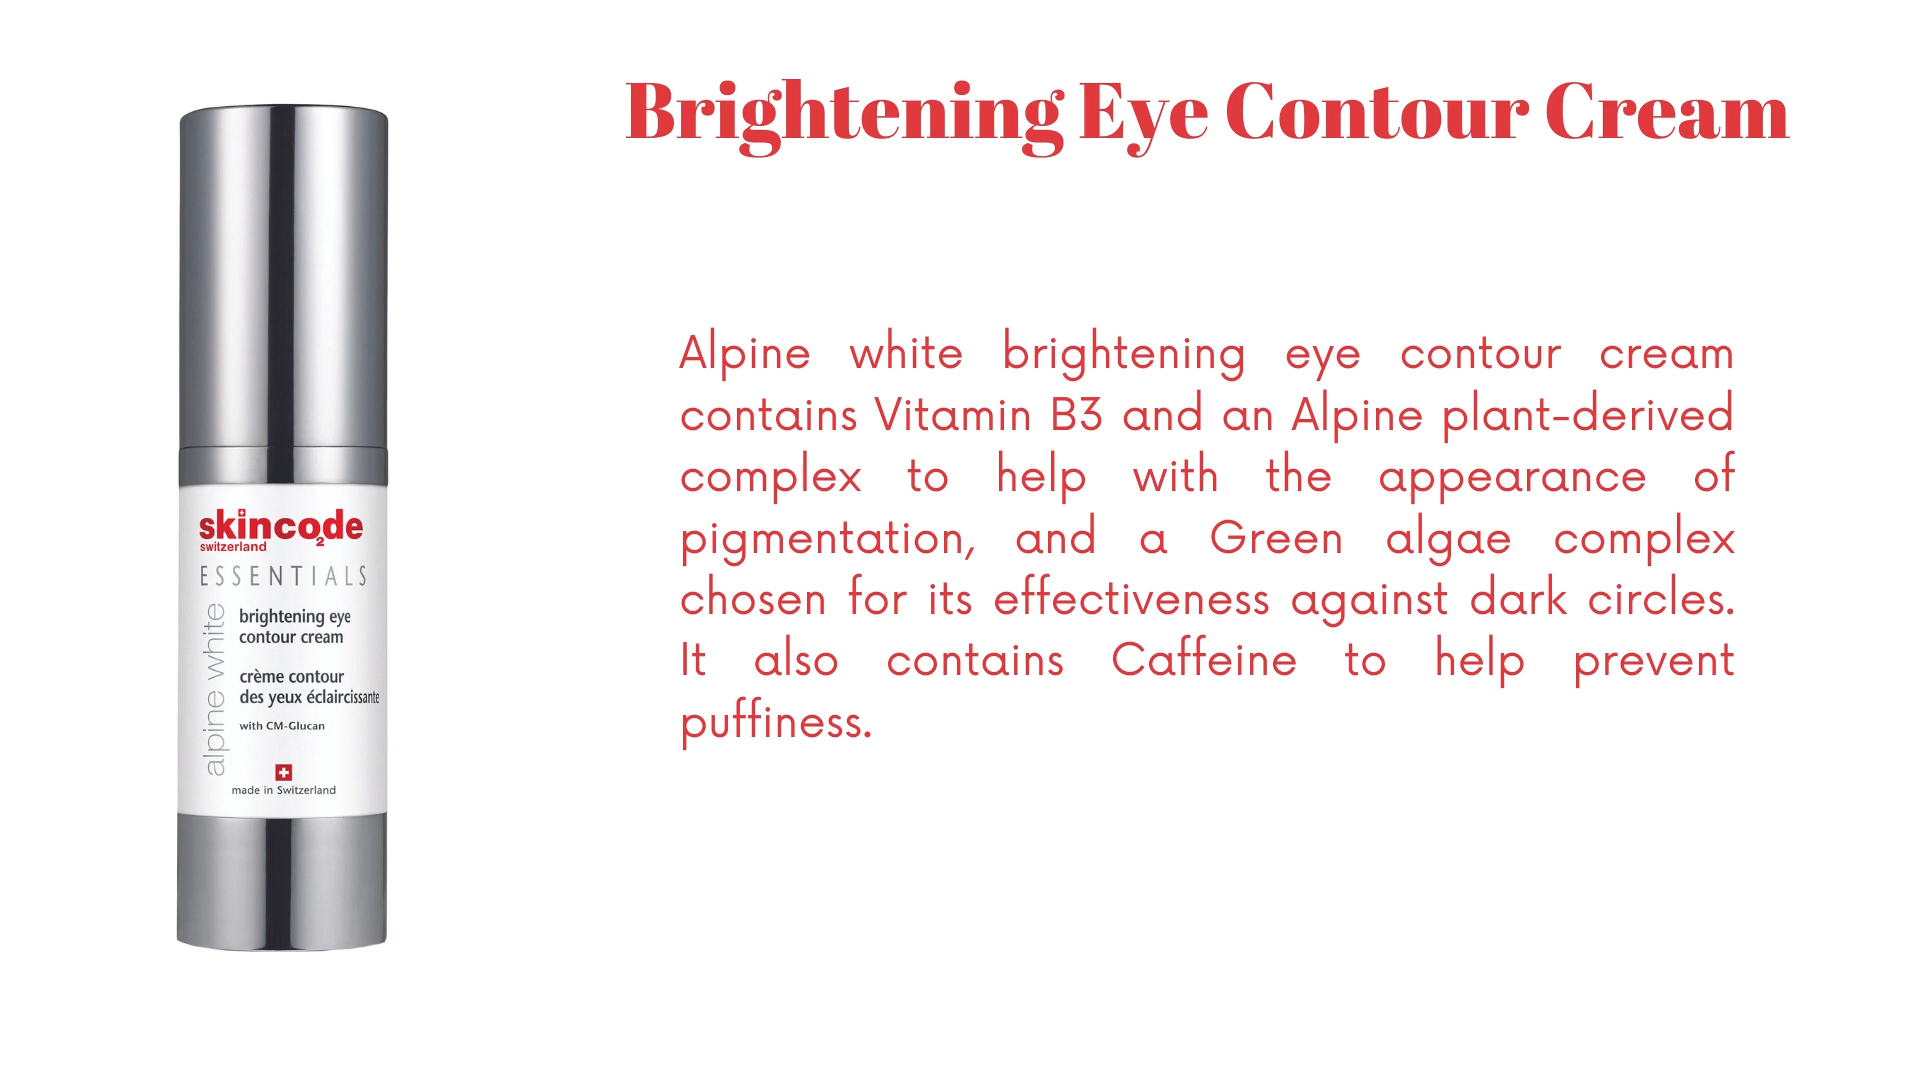 Brightening Eye Contour Cream
Alpine white brightening eye contour cream
contains Vitamin B3 and an Alpine plant-derived
complex to help with the appearance of
pigmentation, and a Green algae complex
chosen for its effectiveness against dark circles.
It also contains Caffeine to help prevent
puffiness.
skinco2de
switzerland
ESSENTIALS
alpine white
brightening eye
contour cream
crème contour
des yeux éclaircissante
with CM-Glucan
made in Switzerland